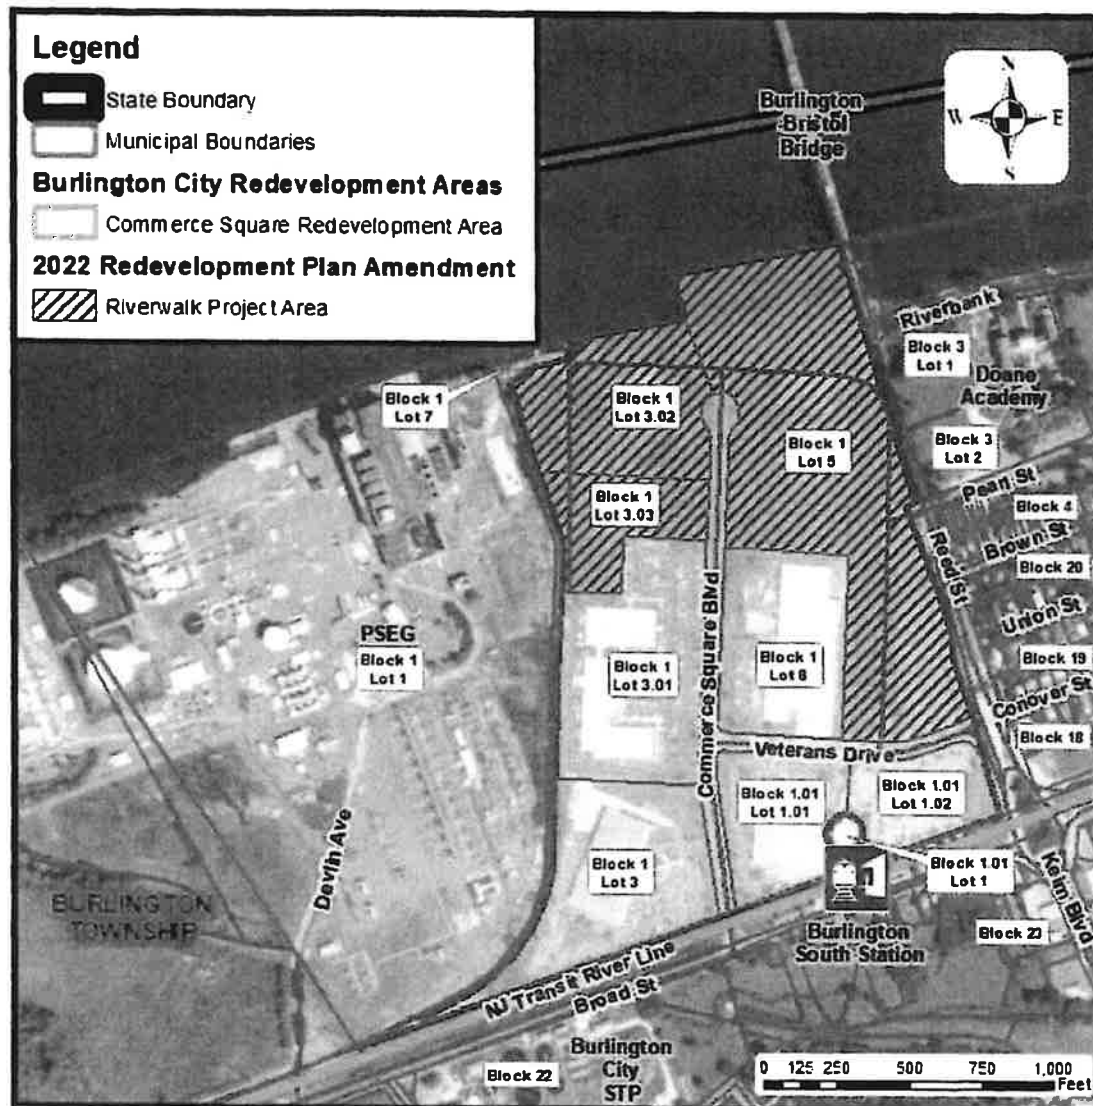 Legend
State Boundary
Municipal Boundaries
Burlington City Redevelopment Areas
Commerce Square Redevelopment Area
2022 Redevelopment Plan Amendment
Riverwalk Project Area
Burlington
Bristol
Bridge
N
W
E
S
Riverbank
Block 3
Lot 1
Doane
Academy
Block 1
Lot 7
Block 1
Lot 3.02
Block 1
Lot 5
Block 3
Lot 2
Pearl St
Block 1
Lot 3.03
Block 4
Brown St
Reed St
Block 20
Union St
PSEG
Block 1
Lot 1
Block 1
Lot 3.01
Commerce Square Blvd
Block 1
Lot 6
Block 19
Conover St
Block 18
Veterans Drive
Block 1.01
Lot 1.01
Block 1.01
Lot 1.02
Devlin Ave
Block 1
Lot 3
Block 1.01
Lot 1
Keim Blvd
BURLINGTON
TOWNSHIP
Burlington
South Station
Block 23
NJ Transit River Line
Broad St
Burlington
City
STP
Block 22
0 125 250 500 750 1,000
Feet